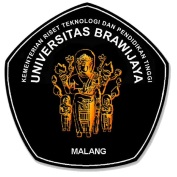 KEMENTERIAN RISET TEKNOLOGI DAN PENDIDIKAN TINGGI
UNIVERSITAS BRAWIJAYA
MALANG